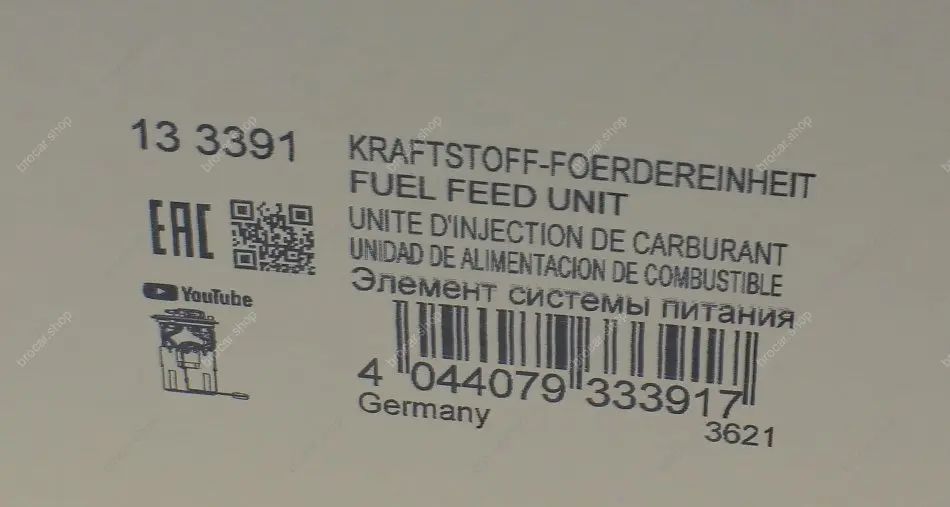 13 3391
KRAFTSTOFF-FOERDEREINHEIT
FUEL FEED UNIT
UNITE D'INJECTION DE CARBURANT
UNIDAD DE ALIMENTACION DE COMBUSTIBLE
Элемент системы питания
EAC
YouTube
4 044079 333917
Germany
3621
brocar.shop